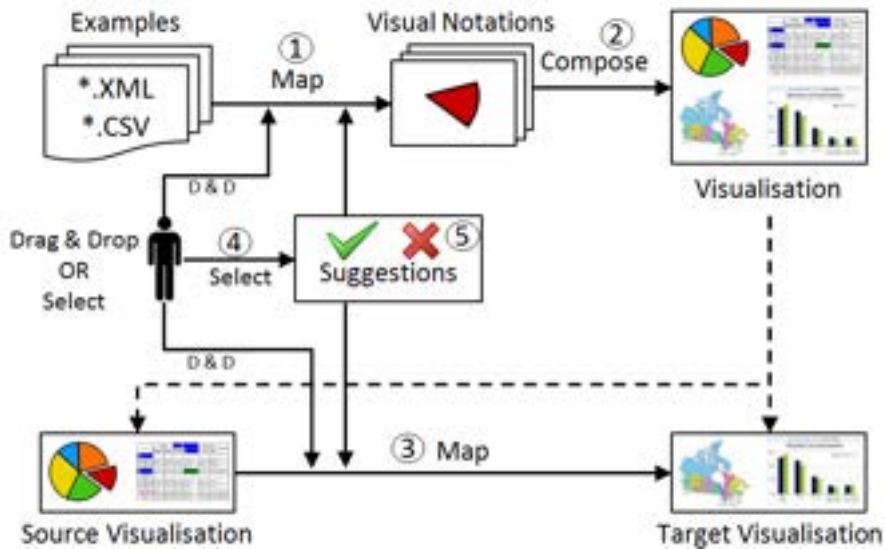 Examples
① Map
Visual Notations
② Compose
*.XML
*.CSV
Visualisation
D & D
Drag & Drop
OR
Select
④
Select
⑤
Suggestions
D & D
③ Map
Source Visualisation
Target Visualisation